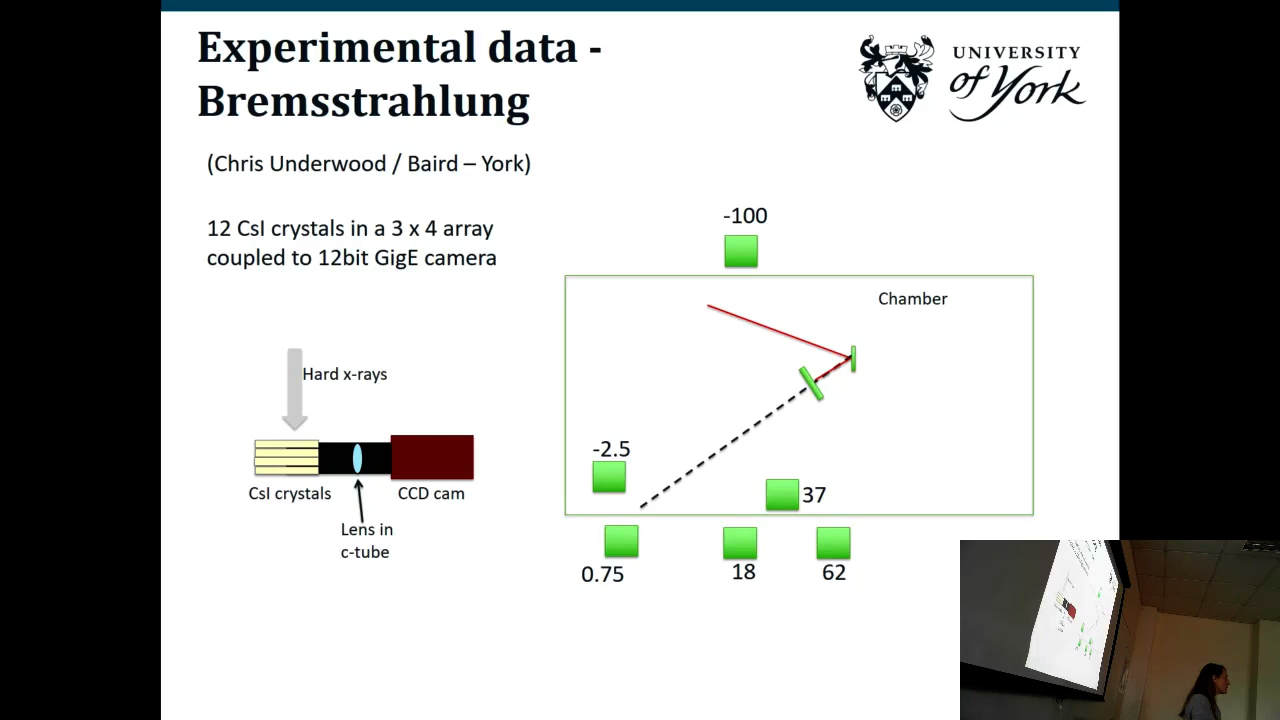 Experimental data -
Bremsstrahlung
UNIVERSITY
of York
(Chris Underwood / Baird – York)
12 CsI crystals in a 3 x 4 array
coupled to 12bit GigE camera
Hard x-rays
CsI crystals
CCD cam
Lens in
c-tube
-100
Chamber
-2.5
37
0.75
18
62